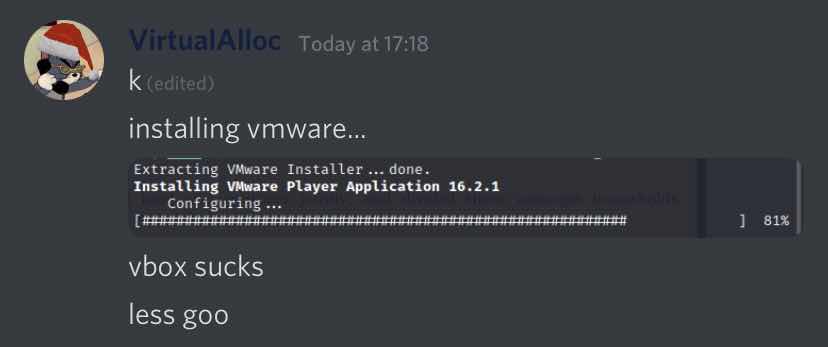 VirtualAlloc Today at 17:18
k (edited)
installing vmware...
Extracting VMware Installer...done.
Installing VMware Player Application 16.2.1
Configuring...
[######################################################### ] 81%
vbox sucks
less goo